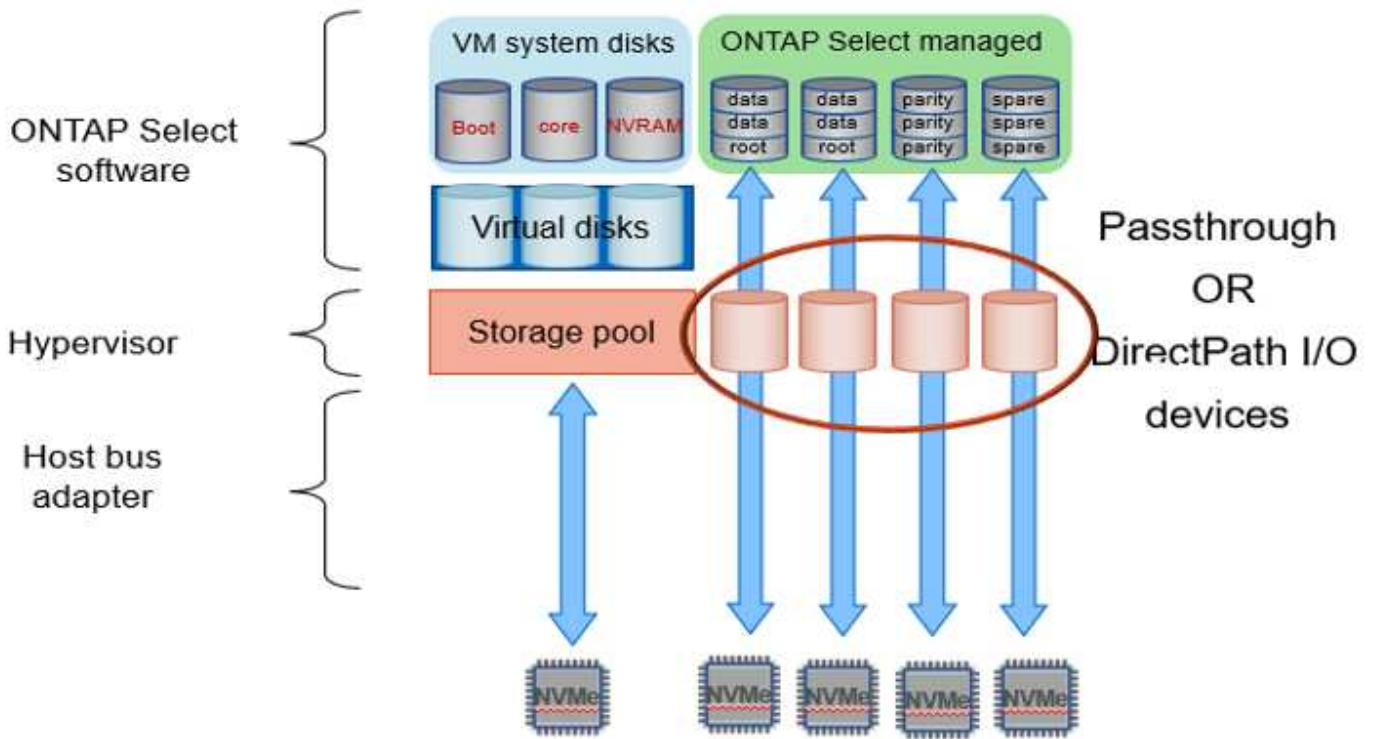 VM system disks
ONTAP Select managed
Boot
core
NVRAM
data
data
root
data
data
root
parity
parity
parity
spare
spare
spare
ONTAP Select
software
Virtual disks
Passthrough
OR
DirectPath I/O
devices
Hypervisor
Storage pool
Host bus
adapter
NVMe
NVMe
NVMe
NVMe
NVMe